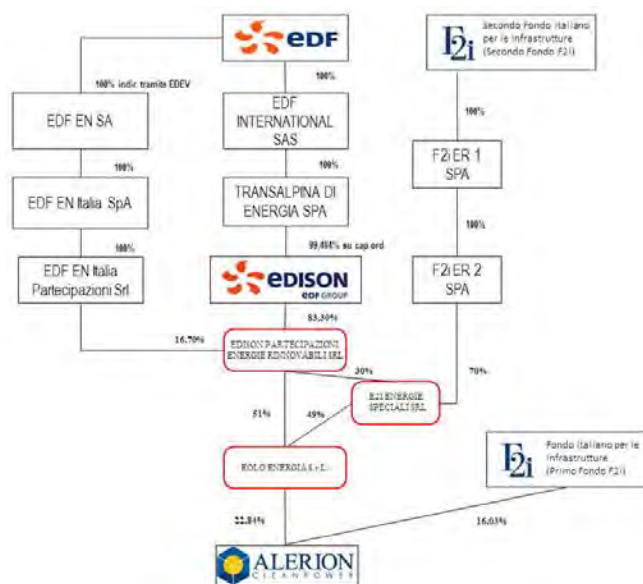 eDF
F2i
Secondo Fondo Italiano
per le Infrastrutture
(Secondo Fondo F2i)
100% indir. tramite EDEV
100%
100%
EDF EN SA
EDF
INTERNATIONAL
SAS
F2i ER 1
SPA
100%
100%
100%
EDF EN Italia SpA
TRANSALPINA DI
ENERGIA SPA
100%
99,484% su cap ord
EDF EN Italia
Partecipazioni Srl
eDISON
eDF GROUP
F2i ER 2
SPA
83.30%
16.70%
EDISON PARTECIPAZIONI
ENERGIE RINNOVABILI SRL
30%
70%
E2I ENERGIE
SPECIALI SRL
51%
49%
EOLO ENERGIA S.r.L.
F2i
Fondo Italiano per le
Infrastrutture
(Primo Fondo F2i)
22.84%
16.03%
ALERION
CLEANPOWER